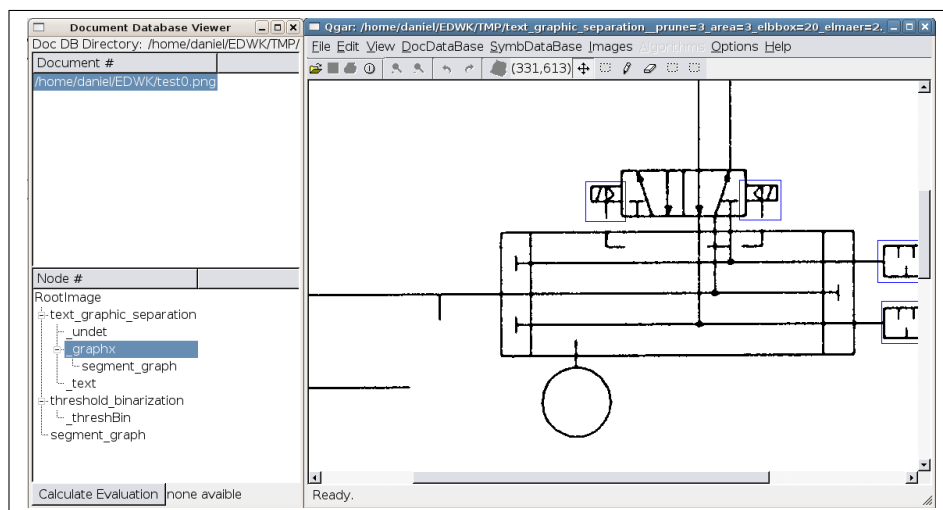 Document Database Viewer
Doc DB Directory: /home/daniel/EDWK/TMP/
Document #
/home/daniel/EDWK/test0.png
Node #
RootImage
text_graphic_separation
_undet
_graphx
segment_graph
_text
threshold_binarization
_threshBin
segment_graph
Calculate Evaluation none avaible
Qgar: /home/daniel/EDWK/TMP/text_graphic_separation__prune=3_area=3_elbbox=20_elmaer=2.
File Edit View DocDataBase SymbDataBase Images Algorithms Options Help
(331,613)
Ready.